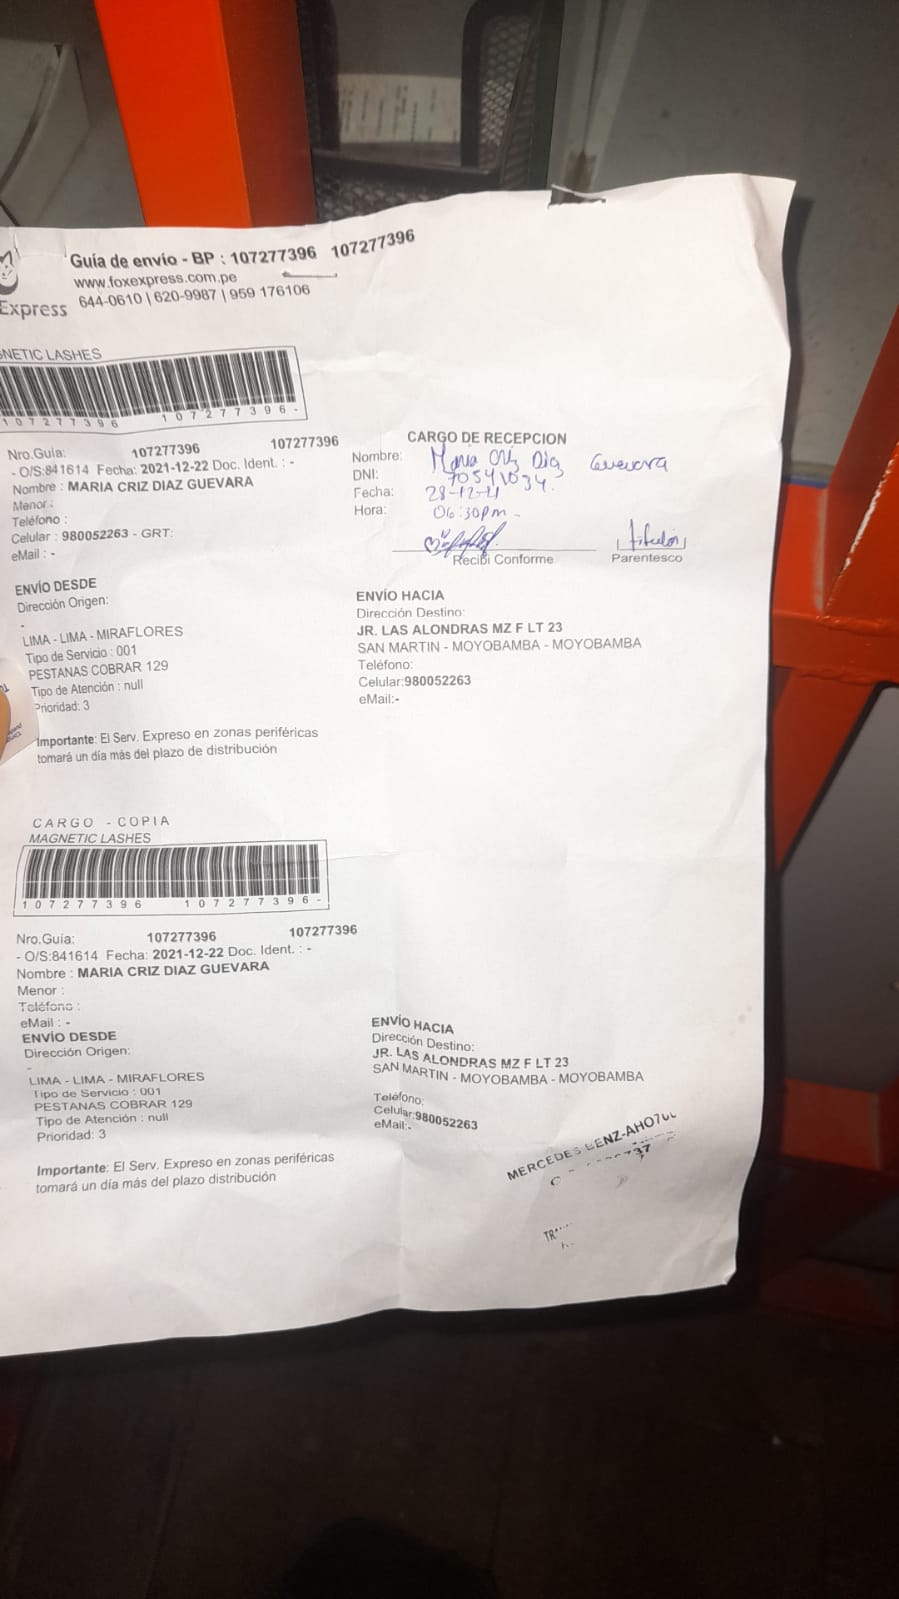 Guía de envío - BP : 107277396 107277396
www.foxexpress.com.pe
Express 644-0610 | 620-9987 | 959 176106
NETIC LASHES
107277396 107277396-
Nro.Guía: 107277396 107277396
- O/S:841614 Fecha: 2021-12-22 Doc. Ident. : -
Nombre : MARIA CRIZ DIAZ GUEVARA
Menor :
Teléfono :
Celular : 980052263 - GRT:
eMail : -
CARGO DE RECEPCION
Nombre: Maria Diaz Guevara
DNI:
Fecha: 28-12-21
Hora: 06:30pm -
Recibi Conforme Parentesco
ENVÍO DESDE
Dirección Origen:
-
LIMA - LIMA - MIRAFLORES
Tipo de Servicio : 001
PESTANAS COBRAR 129
Tipo de Atención : null
Prioridad: 3
ENVÍO HACIA
Dirección Destino:
JR. LAS ALONDRAS MZ F LT 23
SAN MARTIN - MOYOBAMBA - MOYOBAMBA
Teléfono:
Celular:980052263
eMail:-
Importante: El Serv. Expreso en zonas periféricas
tomará un día más del plazo de distribución
CARGO - COPIA
MAGNETIC LASHES
107277396 107277396-
Nro.Guía: 107277396 107277396
- O/S:841614 Fecha: 2021-12-22 Doc. Ident. : -
Nombre : MARIA CRIZ DIAZ GUEVARA
Menor :
Teléfono :
eMail : -
ENVÍO DESDE
Dirección Origen:
-
LIMA - LIMA - MIRAFLORES
Tipo de Servicio : 001
PESTANAS COBRAR 129
Tipo de Atención : null
Prioridad: 3
ENVÍO HACIA
Dirección Destino:
JR. LAS ALONDRAS MZ F LT 23
SAN MARTIN - MOYOBAMBA - MOYOBAMBA
Teléfono:
Celular:980052263
eMail:-
Importante: El Serv. Expreso en zonas periféricas
tomará un día más del plazo distribución
MERCEDES BENZ